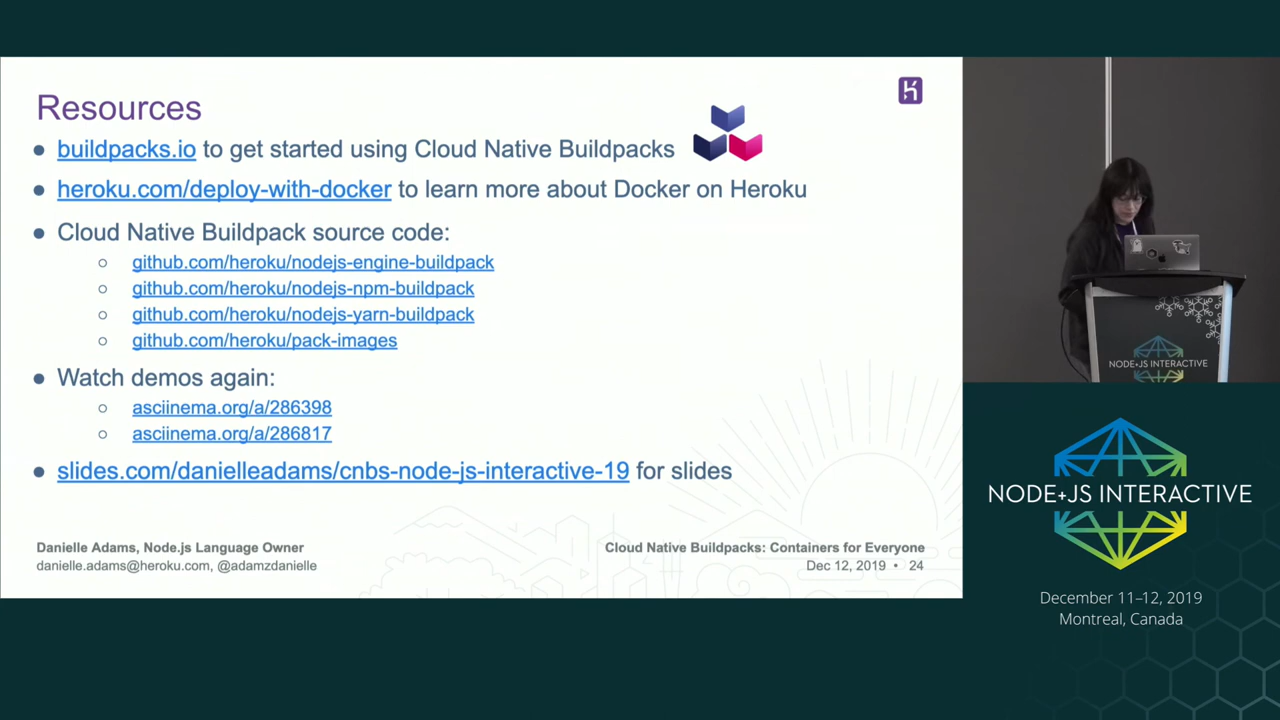 Resources
• buildpacks.io to get started using Cloud Native Buildpacks
• heroku.com/deploy-with-docker to learn more about Docker on Heroku
• Cloud Native Buildpack source code:
○ github.com/heroku/nodejs-engine-buildpack
○ github.com/heroku/nodejs-npm-buildpack
○ github.com/heroku/nodejs-yarn-buildpack
○ github.com/heroku/pack-images
• Watch demos again:
○ asciinema.org/a/286398
○ asciinema.org/a/286817
• slides.com/danielleadams/cnbs-node-js-interactive-19 for slides
Danielle Adams, Node.js Language Owner
danielle.adams@heroku.com, @adamzdanielle
Cloud Native Buildpacks: Containers for Everyone
Dec 12, 2019 • 24
NODE+JS INTERACTIVE
NODE+JS INTERACTIVE
December 11–12, 2019
Montreal, Canada